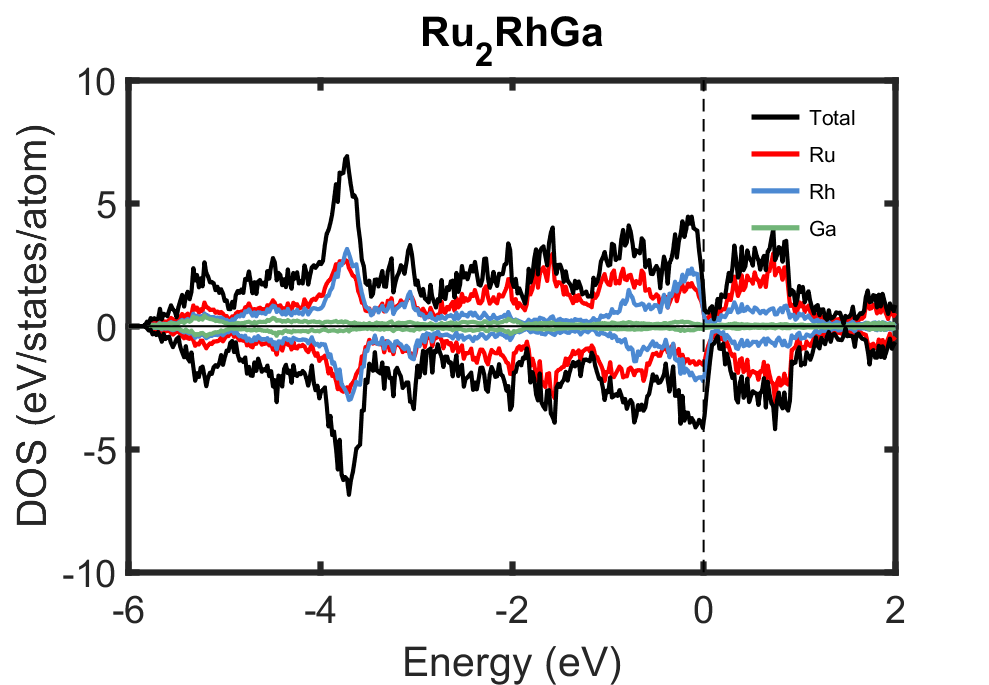 Ru₂RhGa
10
5
0
-5
-10
DOS (eV/states/atom)
Total
Ru
Rh
Ga
-6 -4 -2 0 2
Energy (eV)